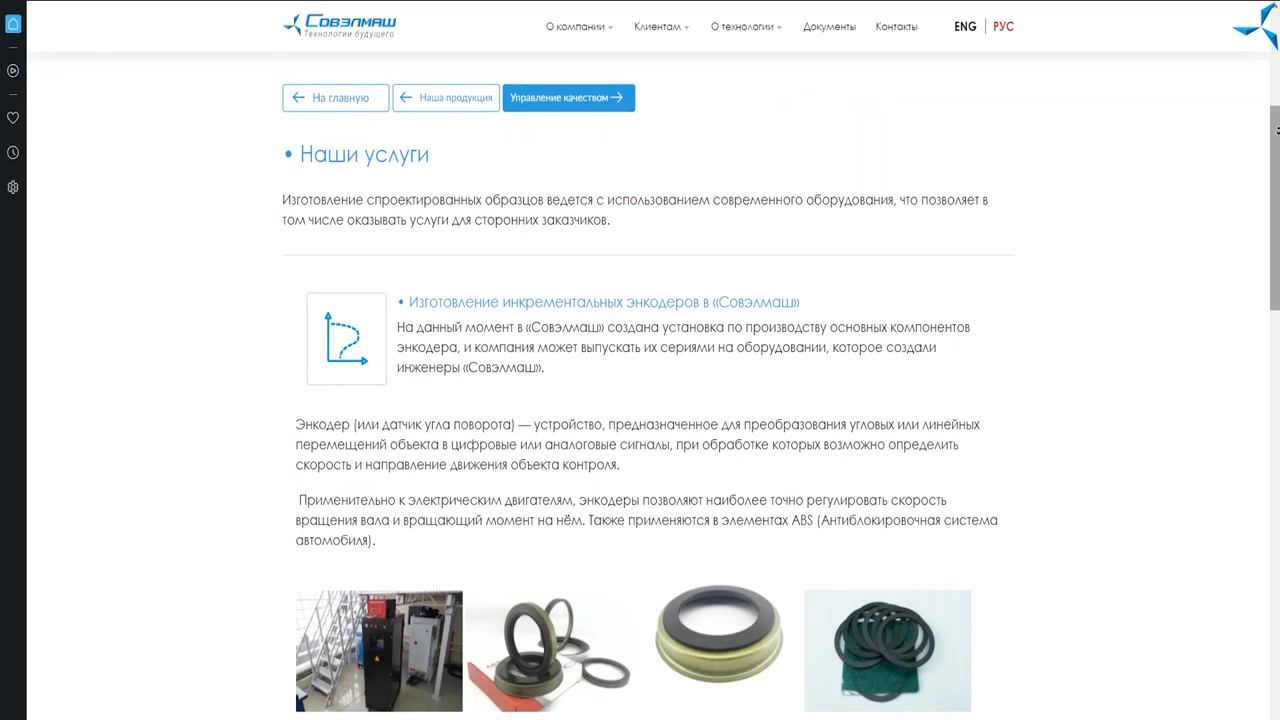 Совэлмаш
Технологии будущего
О компании
Клиентам
О технологии
Документы
Контакты
ENG
РУС
На главную
Наша продукция
Управление качеством
• Наши услуги
Изготовление спроектированных образцов ведется с использованием современного оборудования, что позволяет в
том числе оказывать услуги для сторонних заказчиков.
• Изготовление инкрементальных энкодеров в «Совэлмаш»
На данный момент в «Совэлмаш» создана установка по производству основных компонентов
энкодера, и компания может выпускать их сериями на оборудовании, которое создали
инженеры «Совэлмаш».
Энкодер (или датчик угла поворота) — устройство, предназначенное для преобразования угловых или линейных
перемещений объекта в цифровые или аналоговые сигналы, при обработке которых возможно определить
скорость и направление движения объекта контроля.
Применительно к электрическим двигателям, энкодеры позволяют наиболее точно регулировать скорость
вращения вала и вращающий момент на нём. Также применяются в элементах ABS (Антиблокировочная система
автомобиля).